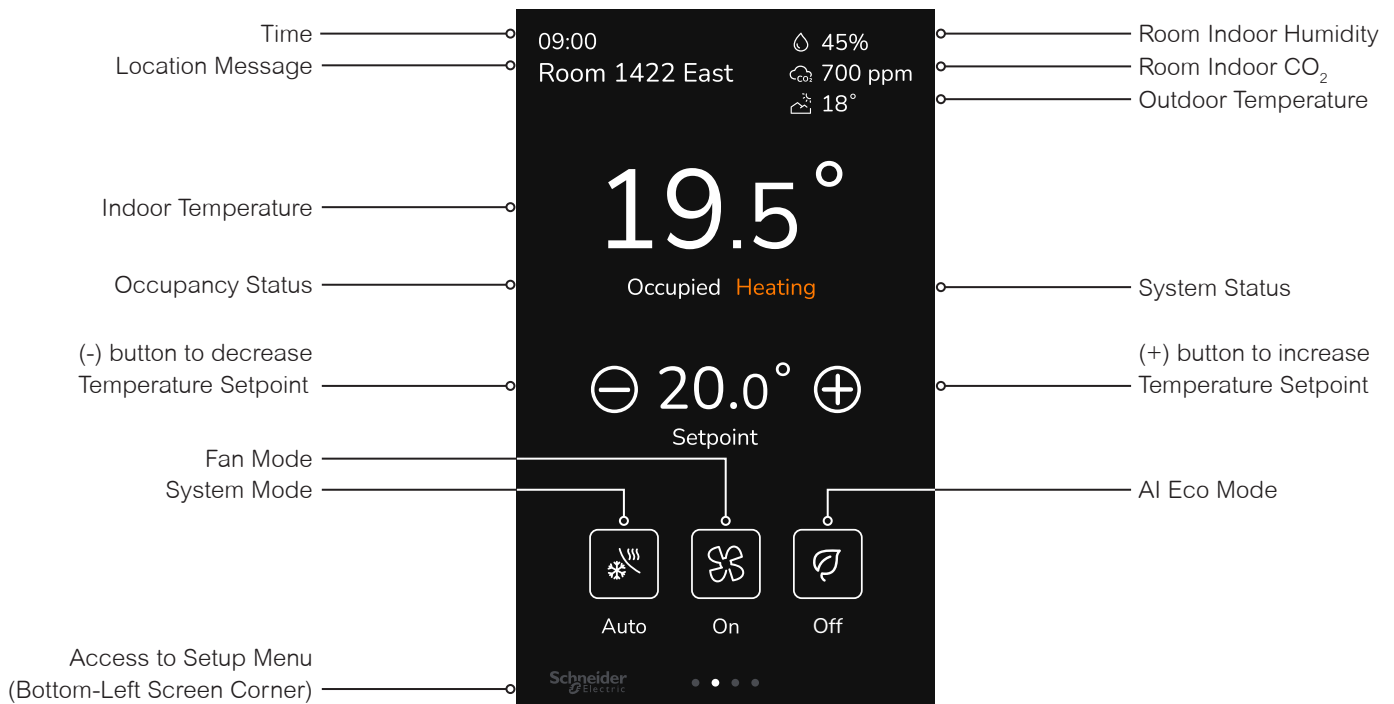 Time
Location Message
Indoor Temperature
Occupancy Status
(-) button to decrease
Temperature Setpoint
Fan Mode
System Mode
Access to Setup Menu
(Bottom-Left Screen Corner)
09:00
Room 1422 East
45%
CO₂ 700 ppm
18°
19.5°
Occupied Heating
20.0°
Setpoint
Auto On Off
Schneider
Electric
Room Indoor Humidity
Room Indoor CO₂
Outdoor Temperature
System Status
(+) button to increase
Temperature Setpoint
AI Eco Mode